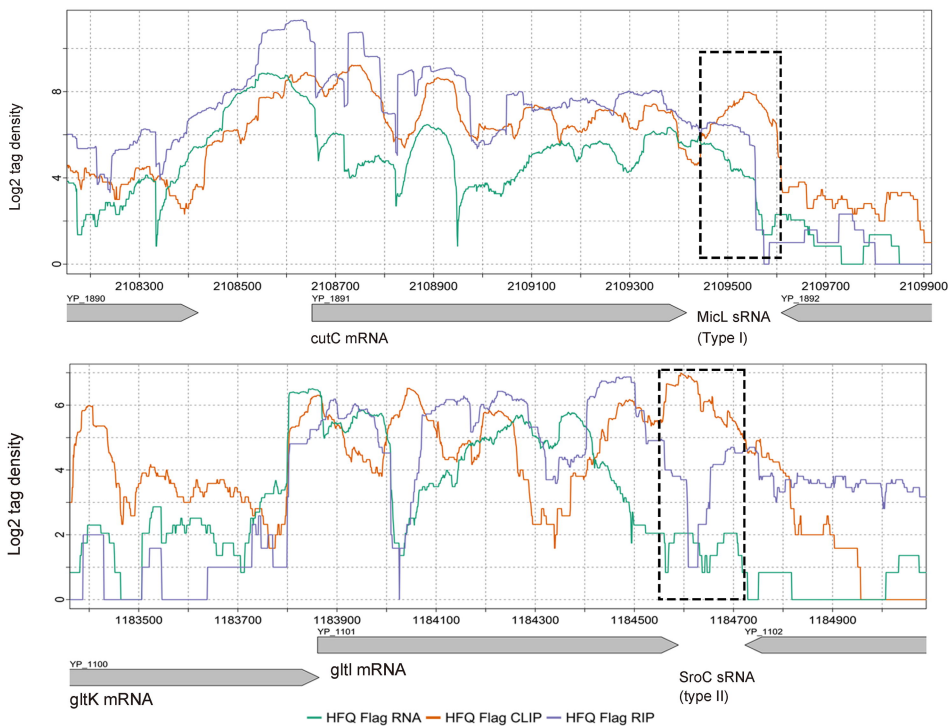 Log2 tag density
8
4
0
2108300 2108500 2108700 2108900 2109100 2109300 2109500 2109700 2109900
YP_1890 YP_1891 YP_1892
cutC mRNA
MicL sRNA
(Type I)
Log2 tag density
6
4
2
0
1183500 1183700 1183900 1184100 1184300 1184500 1184700 1184900
YP_1101 YP_1102
YP_1100
gltI mRNA
gltK mRNA
SroC sRNA
(type II)
HFQ Flag RNA HFQ Flag CLIP HFQ Flag RIP